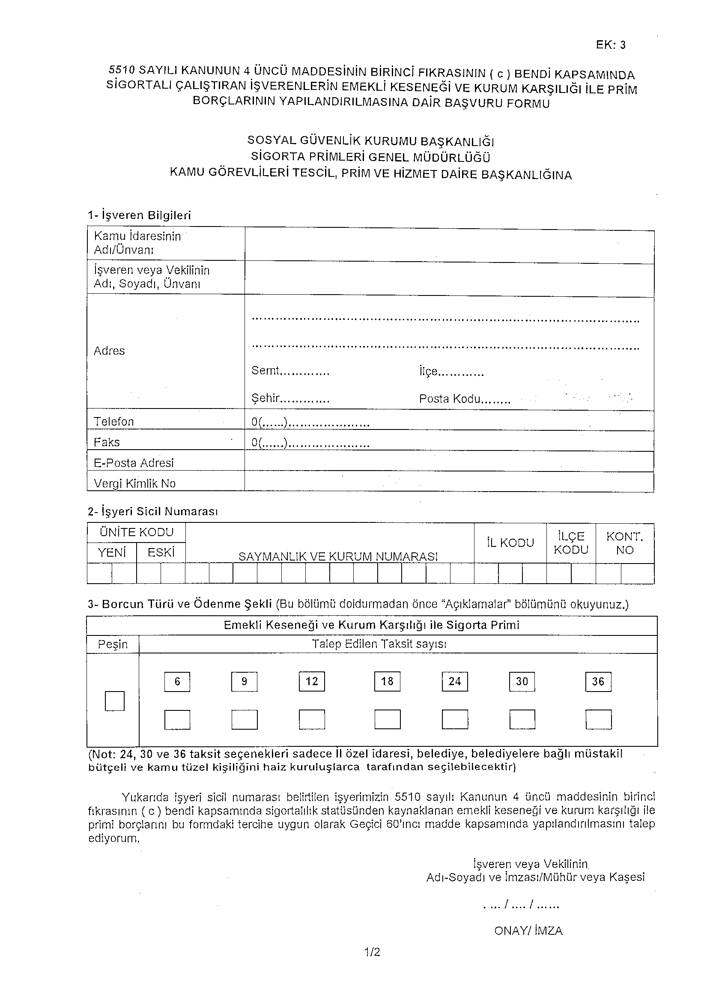 EK: 3
5510 SAYILI KANUNUN 4 ÜNCÜ MADDESİNİN BİRİNCİ FIKRASININ ( c ) BENDİ KAPSAMINDA
SİGORTALI ÇALIŞTIRAN İŞVERENLERİN EMEKLİ KESENEĞİ VE KURUM KARŞILIĞI İLE PRİM
BORÇLARININ YAPILANDIRILMASINA DAİR BAŞVURU FORMU
SOSYAL GÜVENLİK KURUMU BAŞKANLIĞI
SİGORTA PRİMLERİ GENEL MÜDÜRLÜĞÜ
KAMU GÖREVLİLERİ TESCİL, PRİM VE HİZMET DAİRE BAŞKANLIĞINA
1- İşveren Bilgileri
Kamu İdaresinin
Adı/Ünvanı
İşveren veya Vekilinin
Adı, Soyadı, Ünvanı
Adres
Semt............. İlçe............
Şehir............. Posta Kodu........
Telefon 0(......).....................
Faks 0(......).....................
E-Posta Adresi
Vergi Kimlik No
2- İşyeri Sicil Numarası
ÜNİTE KODU
YENİ ESKİ
SAYMANLIK VE KURUM NUMARASI
İL KODU
İLÇE
KODU
KONT.
NO
3- Borcun Türü ve Ödenme Şekli (Bu bölümü doldurmadan önce "Açıklamalar" bölümünü okuyunuz.)
Emekli Keseneği ve Kurum Karşılığı ile Sigorta Primi
Peşin Talep Edilen Taksit sayısı
6 9 12 18 24 30 36
(Not: 24, 30 ve 36 taksit seçenekleri sadece İl özel idaresi, belediye, belediyelere bağlı müstakil
bütçeli ve kamu tüzel kişiliğini haiz kuruluşlarca tarafından seçilebilecektir)
Yukarıda işyeri sicil numarası belirtilen işyerimizin 5510 sayılı Kanunun 4 üncü maddesinin birinci
fıkrasının ( c ) bendi kapsamında sigortalılık statüsünden kaynaklanan emekli keseneği ve kurum karşılığı ile
primi borçlarını bu formdaki tercihe uygun olarak Geçici 60'ıncı madde kapsamında yapılandırılmasını talep
ediyorum.
İşveren veya Vekilinin
Adı-Soyadı ve İmzası/Mühür veya Kaşesi
. ... / .... / ......
ONAY/ İMZA
1/2